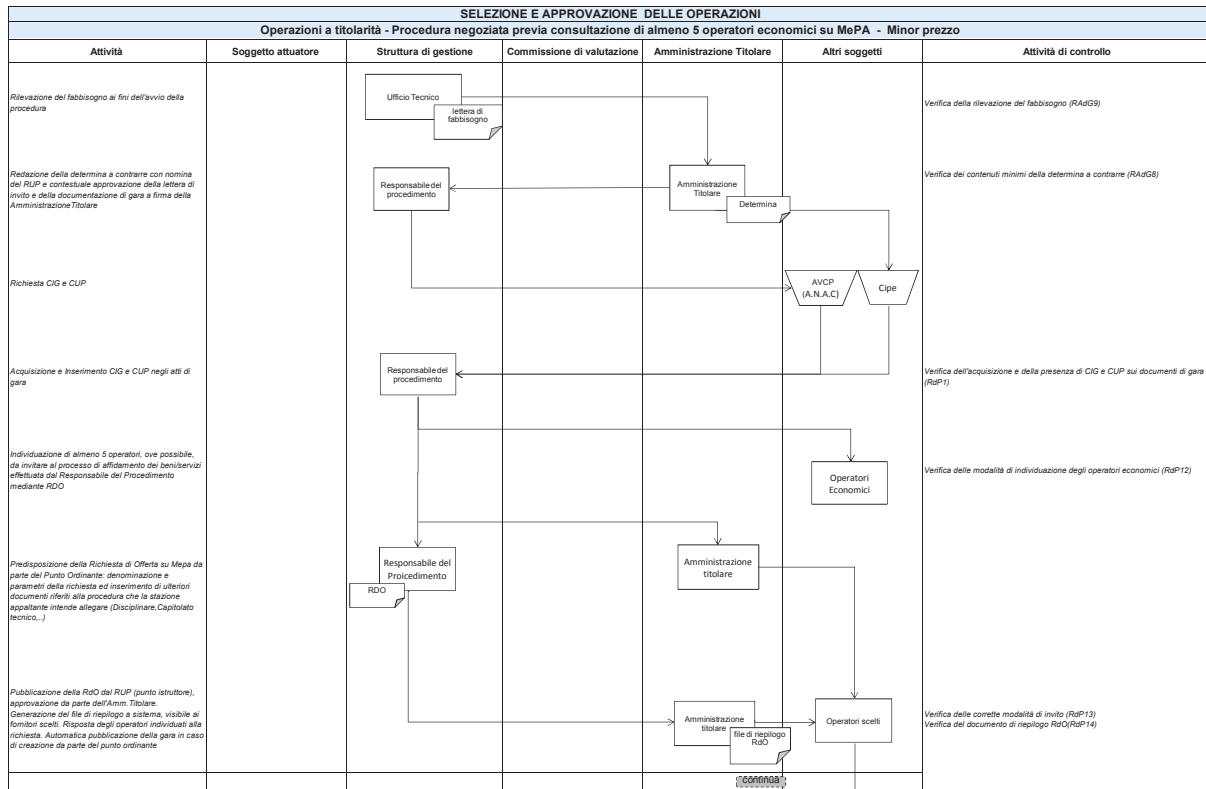 SELEZIONE E APPROVAZIONE DELLE OPERAZIONI
Operazioni a titolarità - Procedura negoziata previa consultazione di almeno 5 operatori economici su MePA - Minor prezzo
Attività
Soggetto attuatore
Struttura di gestione
Commissione di valutazione
Amministrazione Titolare
Altri soggetti
Attività di controllo
Rilevazione del fabbisogno ai fini dell'avvio della
procedura
Ufficio Tecnico
lettera di
fabbisogno
Verifica della rilevazione del fabbisogno (RAdG9)
Redazione della determina a contrarre con nomina
del RUP e contestuale approvazione della lettera di
invito e della documentazione di gara a firma della
AmministrazioneTitolare
Responsabile del
procedimento
Amministrazione
Titolare
Determina
Verifica dei contenuti minimi della determina a contrarre (RAdG8)
Richiesta CIG e CUP
AVCP
(A.N.A.C)
Cipe
Acquisizione e Inserimento CIG e CUP negli atti di
gara
Responsabile del
procedimento
Verifica dell'acquisizione e della presenza di CIG e CUP sui documenti di gara
(RdP1)
Individuazione di almeno 5 operatori, ove possibile,
da invitare al processo di affidamento dei beni/servizi
effettuata dal Responsabile del Procedimento
mediante RDO
Operatori
Economici
Verifica delle modalità di individuazione degli operatori economici (RdP12)
Predisposizione della Richiesta di Offerta su Mepa da
parte del Punto Ordinante: denominazione e
parametri della richiesta ed inserimento di ulteriori
documenti riferiti alla procedura che la stazione
appaltante intende allegare (Disciplinare,Capitolato
tecnico,..)
Responsabile del
Proicedimento
RDO
Amministrazione
titolare
Pubblicazione della RdO dal RUP (punto istruttore),
approvazione da parte dell'Amm.Titolare.
Generazione del file di riepilogo a sistema, visibile ai
fornitori scelti. Risposta degli operatori individuati alla
richiesta. Automatica pubblicazione della gara in caso
di creazione da parte del punto ordinante
Amministrazione
titolare
file di riepilogo
RdO
Operatori scelti
Verifica delle corrette modalità di invito (RdP13)
Verifica del documento di riepilogo RdO(RdP14)
continua